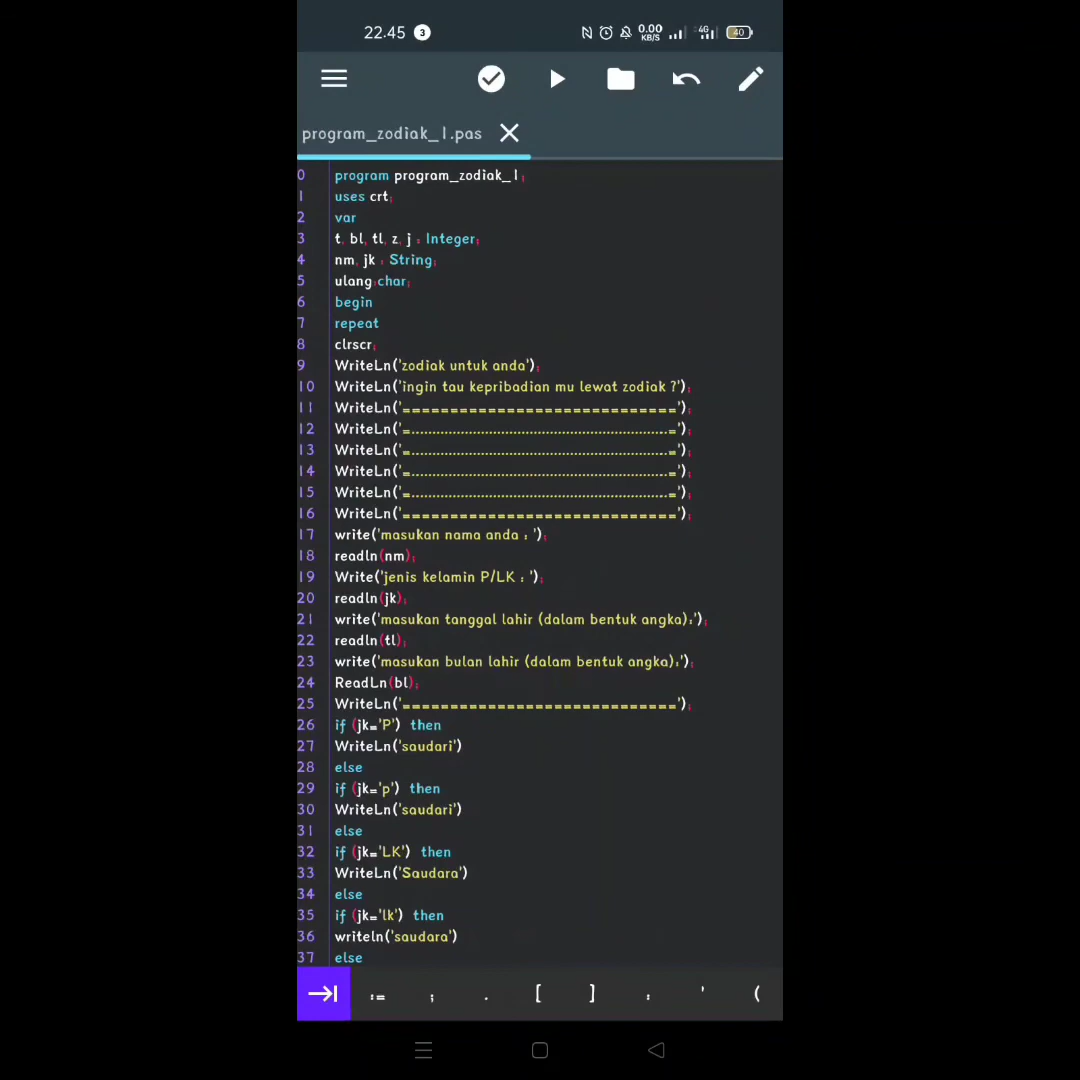 22.45 3 0.00 KB/S 4G 40
program_zodiak_1.pas
0 program program_zodiak_1;
1 uses crt;
2 var
3 t, bl, tl, z, j : Integer;
4 nm, jk : String;
5 ulang:char;
6 begin
7 repeat
8 clrscr;
9 WriteLn('zodiak untuk anda');
10 WriteLn('ingin tau kepribadian mu lewat zodiak ?');
11 WriteLn('=============================');
12 WriteLn('=..............................................................=');
13 WriteLn('=..............................................................=');
14 WriteLn('=..............................................................=');
15 WriteLn('=..............................................................=');
16 WriteLn('=============================');
17 write('masukan nama anda : ');
18 readln(nm);
19 Write('jenis kelamin P/LK : ');
20 readln(jk);
21 write('masukan tanggal lahir (dalam bentuk angka):');
22 readln(tl);
23 write('masukan bulan lahir (dalam bentuk angka):');
24 ReadLn(bl);
25 WriteLn('=============================');
26 if (jk='P') then
27 WriteLn('saudari')
28 else
29 if (jk='p') then
30 WriteLn('saudari')
31 else
32 if (jk='LK') then
33 WriteLn('Saudara')
34 else
35 if (jk='lk') then
36 writeln('saudara')
37 else
:= ; . [ ] : ' (